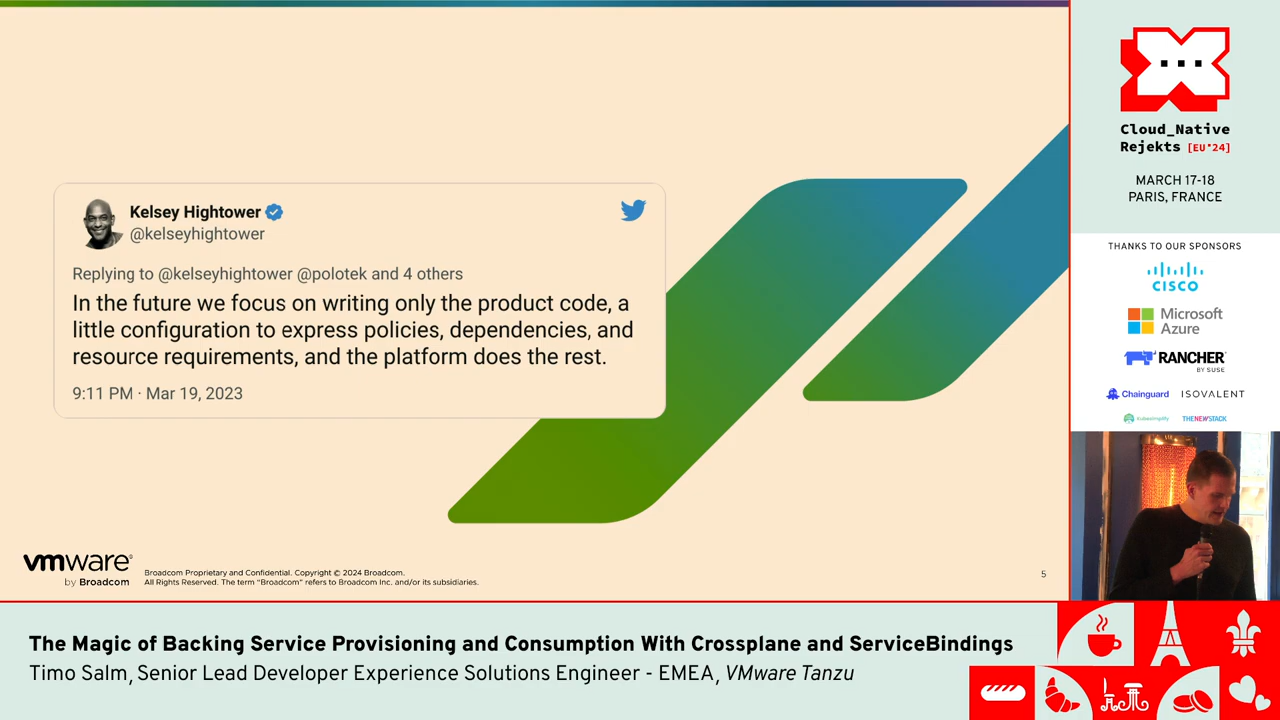 Kelsey Hightower
@kelseyhightower
Replying to @kelseyhightower @polotek and 4 others
In the future we focus on writing only the product code, a
little configuration to express policies, dependencies, and
resource requirements, and the platform does the rest.
9:11 PM · Mar 19, 2023
vmware®
by Broadcom
Broadcom Proprietary and Confidential. Copyright © 2024 Broadcom.
All Rights Reserved. The term “Broadcom” refers to Broadcom Inc. and/or its subsidiaries.
5
Cloud_Native
Rejekts [EU'24]
MARCH 17-18
PARIS, FRANCE
THANKS TO OUR SPONSORS
CISCO
Microsoft
Azure
RANCHER
BY SUSE
Chainguard
ISOVALENT
kubesimplify
THENEWSTACK
The Magic of Backing Service Provisioning and Consumption With Crossplane and ServiceBindings
Timo Salm, Senior Lead Developer Experience Solutions Engineer - EMEA, VMware Tanzu